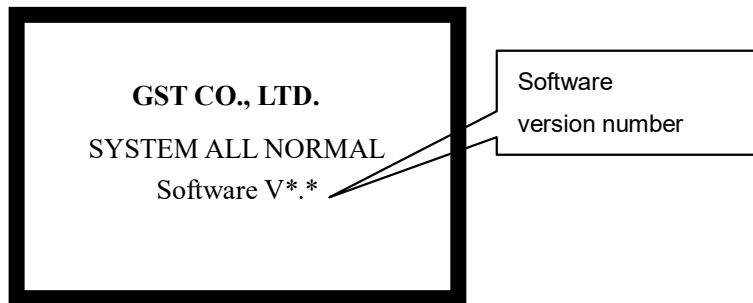 GST CO., LTD.
SYSTEM ALL NORMAL
Software V*.*
Software
version number